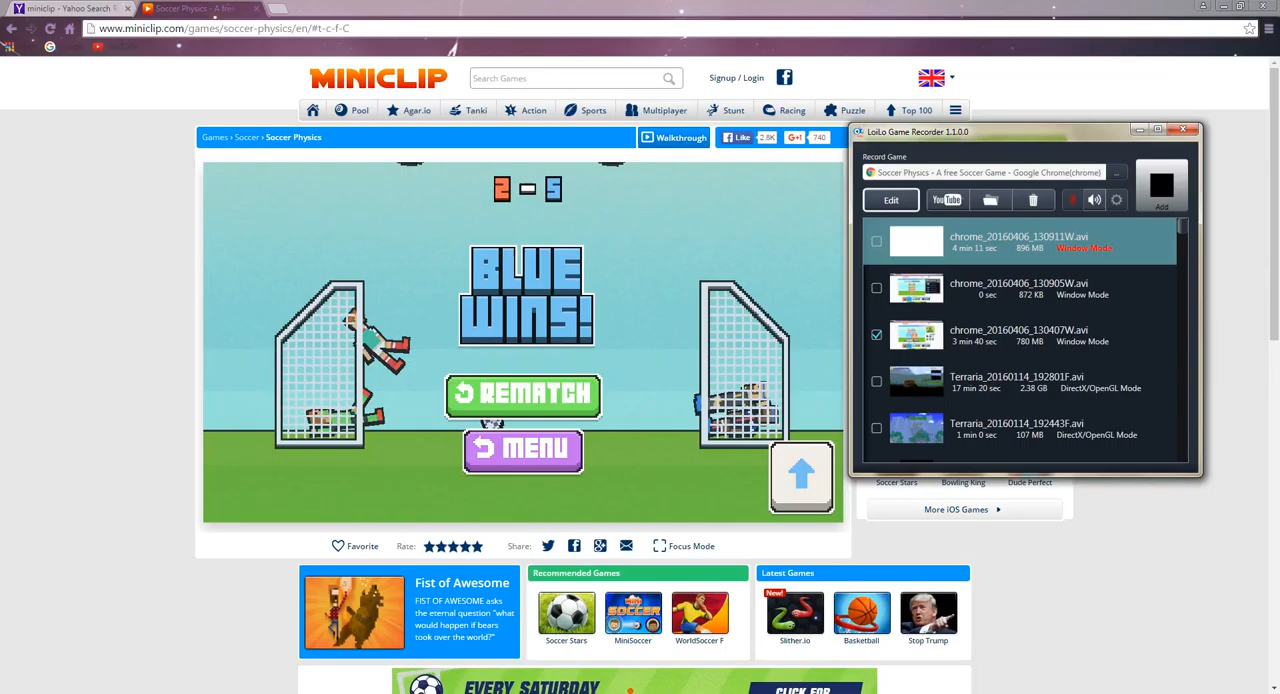 miniclip - Yahoo Search
Soccer Physics - A fre
www.miniclip.com/games/soccer-physics/en/#t-c-f-C
MINICLIP
Search Games
Signup / Login
Pool
Agar.io
Tanki
Action
Sports
Multiplayer
Stunt
Racing
Puzzle
Top 100
Games › Soccer › Soccer Physics
Walkthrough
Like
2.8K
G+1
740
2 - 5
BLUE
WINS!
REMATCH
MENU
LoiLo Game Recorder 1.1.0.0
Record Game
Soccer Physics - A free Soccer Game - Google Chrome(chrome)
...
Add
Edit
YouTube
chrome_20160406_130911W.avi
4 min 11 sec 896 MB Window Mode
chrome_20160406_130905W.avi
0 sec 872 KB Window Mode
chrome_20160406_130407W.avi
3 min 40 sec 780 MB Window Mode
Terraria_20160114_192801F.avi
17 min 20 sec 2.38 GB DirectX/OpenGL Mode
Terraria_20160114_192443F.avi
1 min 0 sec 107 MB DirectX/OpenGL Mode
Soccer Stars
Bowling King
Dude Perfect
More iOS Games
Favorite
Rate:
Share:
Focus Mode
Fist of Awesome
FIST OF AWESOME asks
the eternal question "what
would happen if bears
took over the world?"
Recommended Games
Soccer Stars
MiniSoccer
WorldSoccer F
Latest Games
New!
Slither.io
Basketball
Stop Trump
EVERY SATURDAY
CLICK FOR